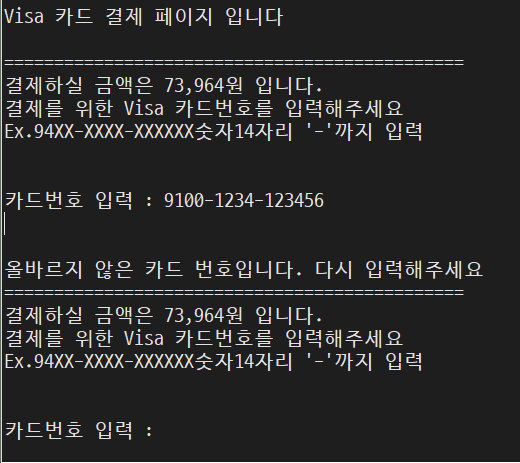 Visa 카드 결제 페이지 입니다
==============================================
결제하실 금액은 73,964원 입니다.
결제를 위한 Visa 카드번호를 입력해주세요
Ex.94XX-XXXX-XXXXXX숫자14자리 '-'까지 입력
카드번호 입력 : 9100-1234-123456
올바르지 않은 카드 번호입니다. 다시 입력해주세요
==============================================
결제하실 금액은 73,964원 입니다.
결제를 위한 Visa 카드번호를 입력해주세요
Ex.94XX-XXXX-XXXXXX숫자14자리 '-'까지 입력
카드번호 입력 :